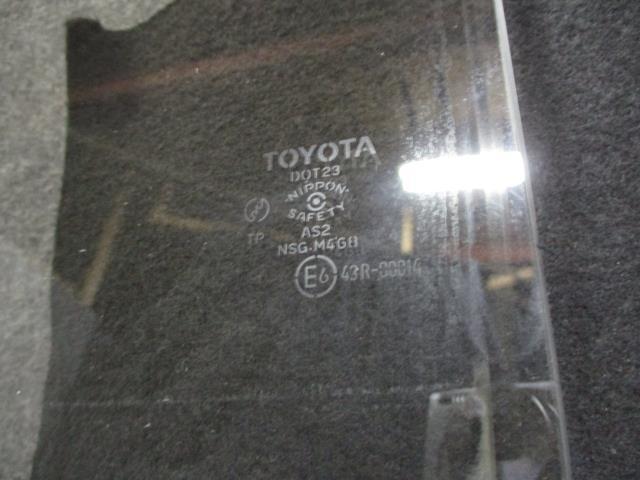 TOYOTA
DOT23
·NIPPON·
SAFETY
TP
AS2
NSG.M4G8
E6 43R-00014